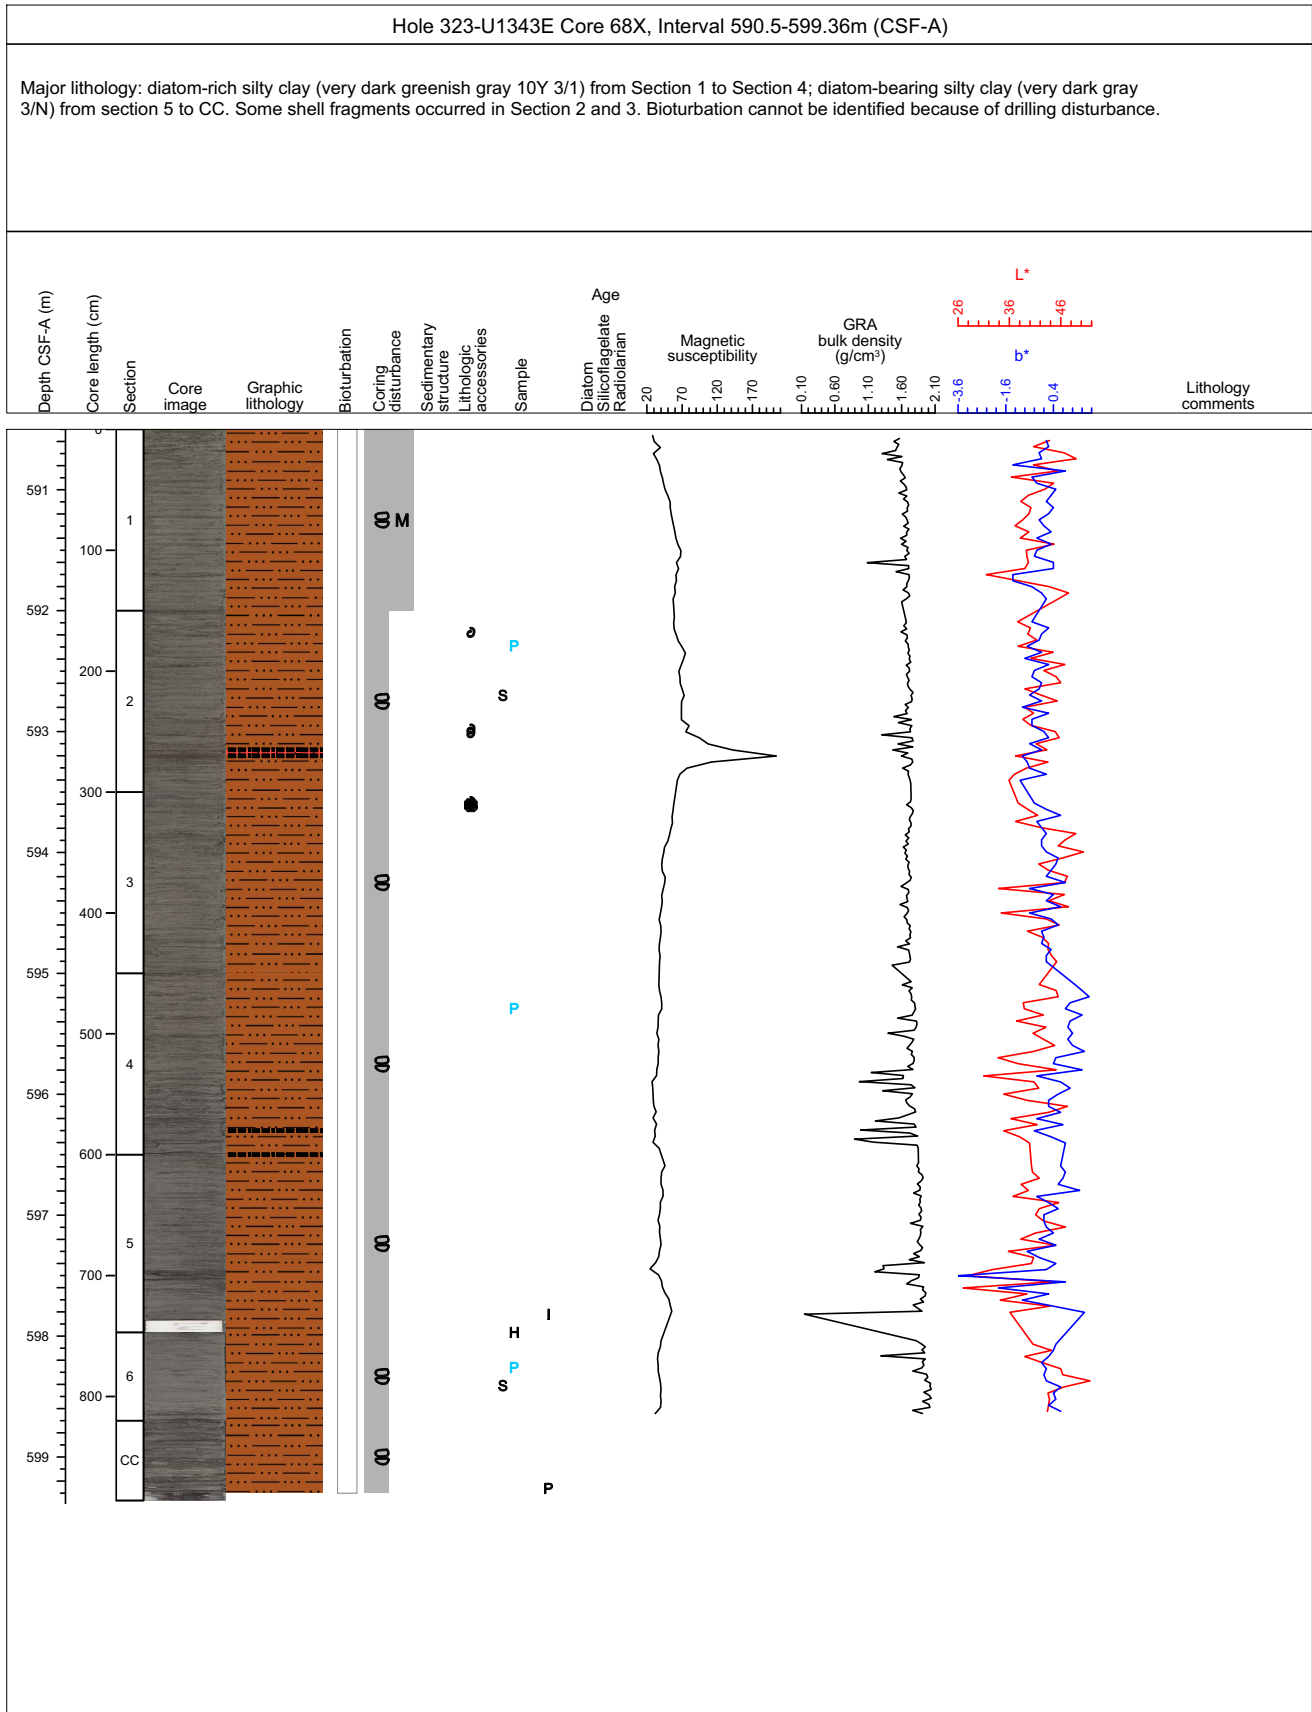 Hole 323-U1343E Core 68X, Interval 590.5-599.36m (CSF-A)
Major lithology: diatom-rich silty clay (very dark greenish gray 10Y 3/1) from Section 1 to Section 4; diatom-bearing silty clay (very dark gray
3/N) from section 5 to CC. Some shell fragments occurred in Section 2 and 3. Bioturbation cannot be identified because of drilling disturbance.
Depth CSF-A (m)
Core length (cm)
Section
Core
image
Graphic
lithology
Bioturbation
Coring
disturbance
Sedimentary
structure
Lithologic
accessories
Sample
Age
Diatom
Silicoflagelate
Radiolarian
Magnetic
susceptibility
20 70 120 170
GRA
bulk density
(g/cm³)
0.10 0.60 1.10 1.60 2.10
L*
26 36 46
b*
-3.6 -1.6 0.4
Lithology
comments
0
591
1
M
100
592
P
200
S
2
593
300
594
3
400
595
P
500
4
596
600
597
5
700
I
598
H
P
6
S
800
599
CC
P